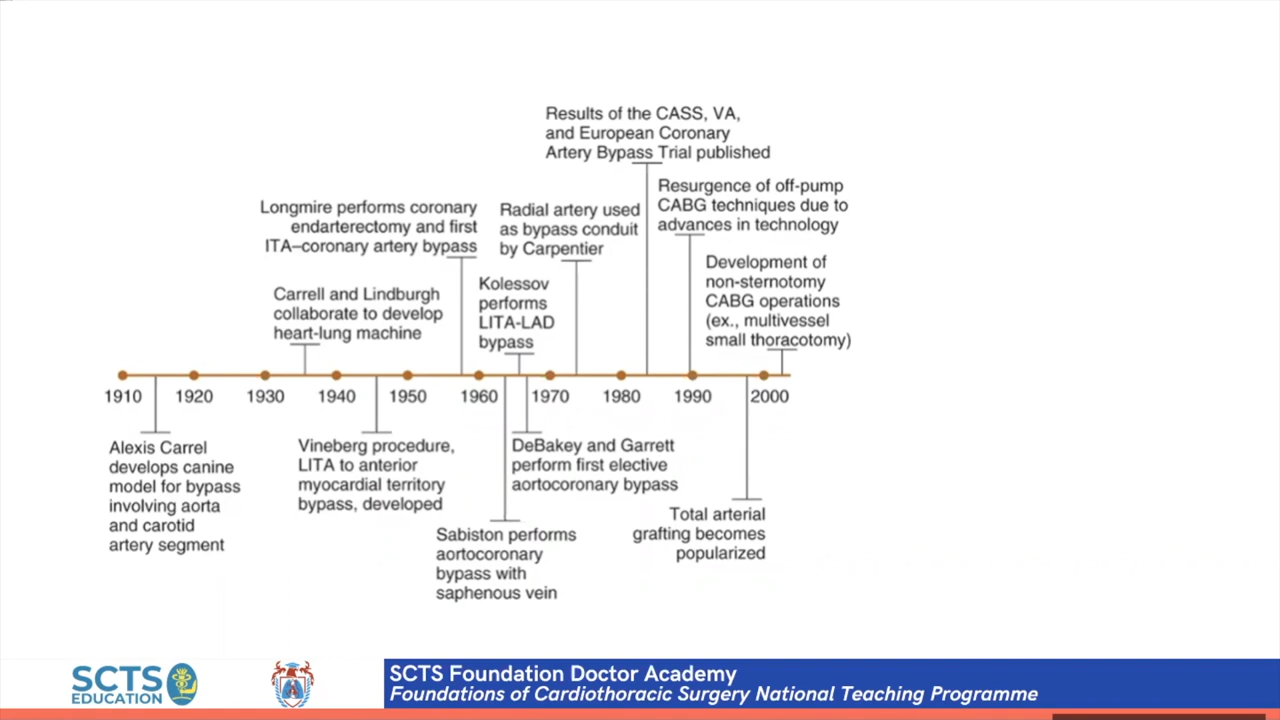 Results of the CASS, VA,
and European Coronary
Artery Bypass Trial published
Resurgence of off-pump
CABG techniques due to
advances in technology
Longmire performs coronary
endarterectomy and first
ITA–coronary artery bypass
Radial artery used
as bypass conduit
by Carpentier
Development of
non-sternotomy
CABG operations
(ex., multivessel
small thoracotomy)
Kolessov
performs
LITA-LAD
bypass
Carrell and Lindburgh
collaborate to develop
heart-lung machine
1910 1920 1930 1940 1950 1960 1970 1980 1990 2000
Alexis Carrel
develops canine
model for bypass
involving aorta
and carotid
artery segment
Vineberg procedure,
LITA to anterior
myocardial territory
bypass, developed
DeBakey and Garrett
perform first elective
aortocoronary bypass
Sabiston performs
aortocoronary
bypass with
saphenous vein
Total arterial
grafting becomes
popularized
SCTS
EDUCATION
SCTS Foundation Doctor Academy
Foundations of Cardiothoracic Surgery National Teaching Programme